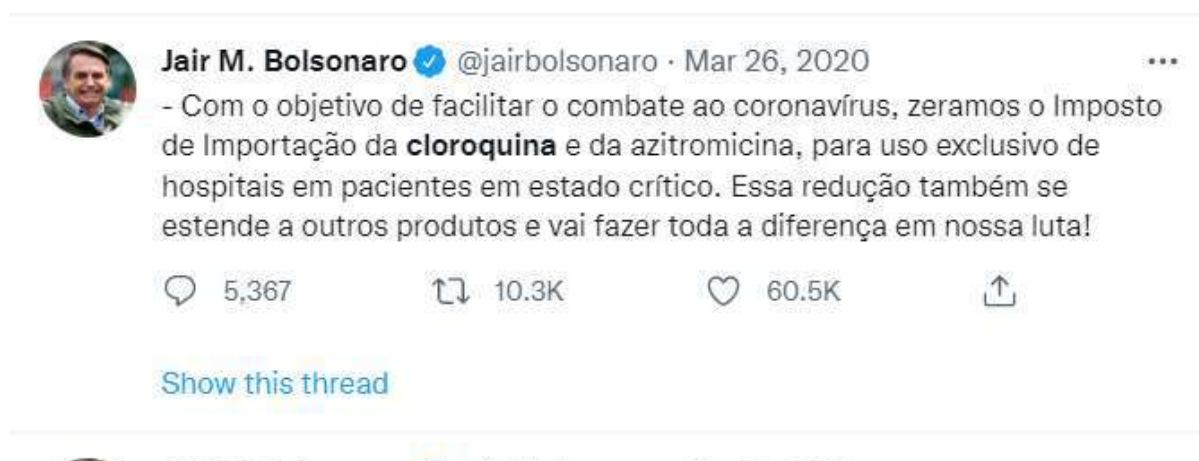 Jair M. Bolsonaro @jairbolsonaro · Mar 26, 2020
- Com o objetivo de facilitar o combate ao coronavírus, zeramos o Imposto
de Importação da cloroquina e da azitromicina, para uso exclusivo de
hospitais em pacientes em estado crítico. Essa redução também se
estende a outros produtos e vai fazer toda a diferença em nossa luta!
5,367 10.3K 60.5K
Show this thread